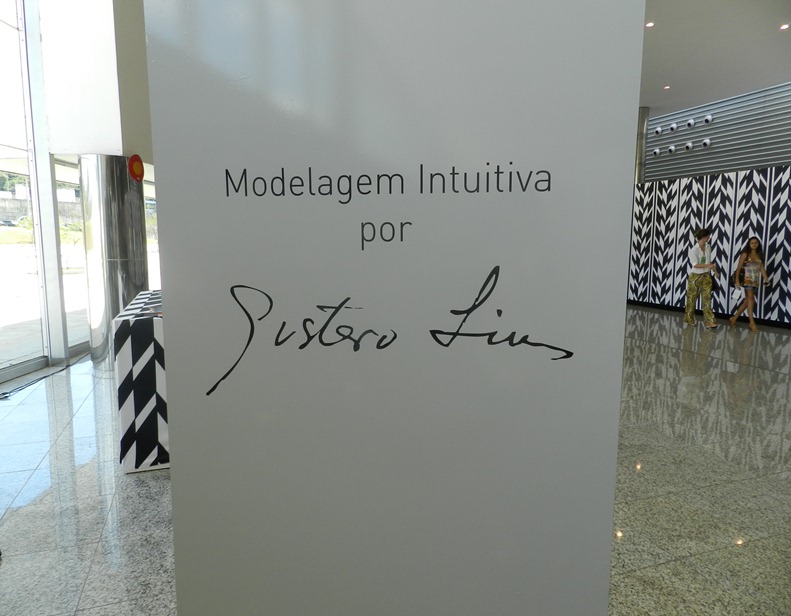 Modelagem Intuitiva
por
Gustavo Lins